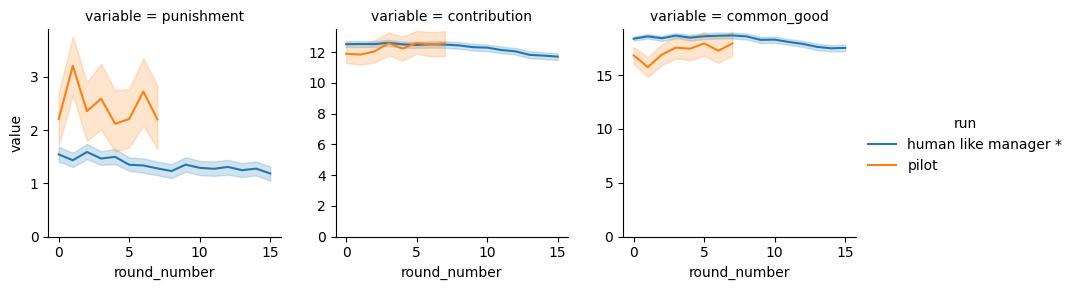 variable = punishment
variable = contribution
variable = common_good
value
3
2
1
0
12
10
8
6
4
2
0
15
10
5
0
0 5 10 15
0 5 10 15
0 5 10 15
round_number
round_number
round_number
run
human like manager *
pilot